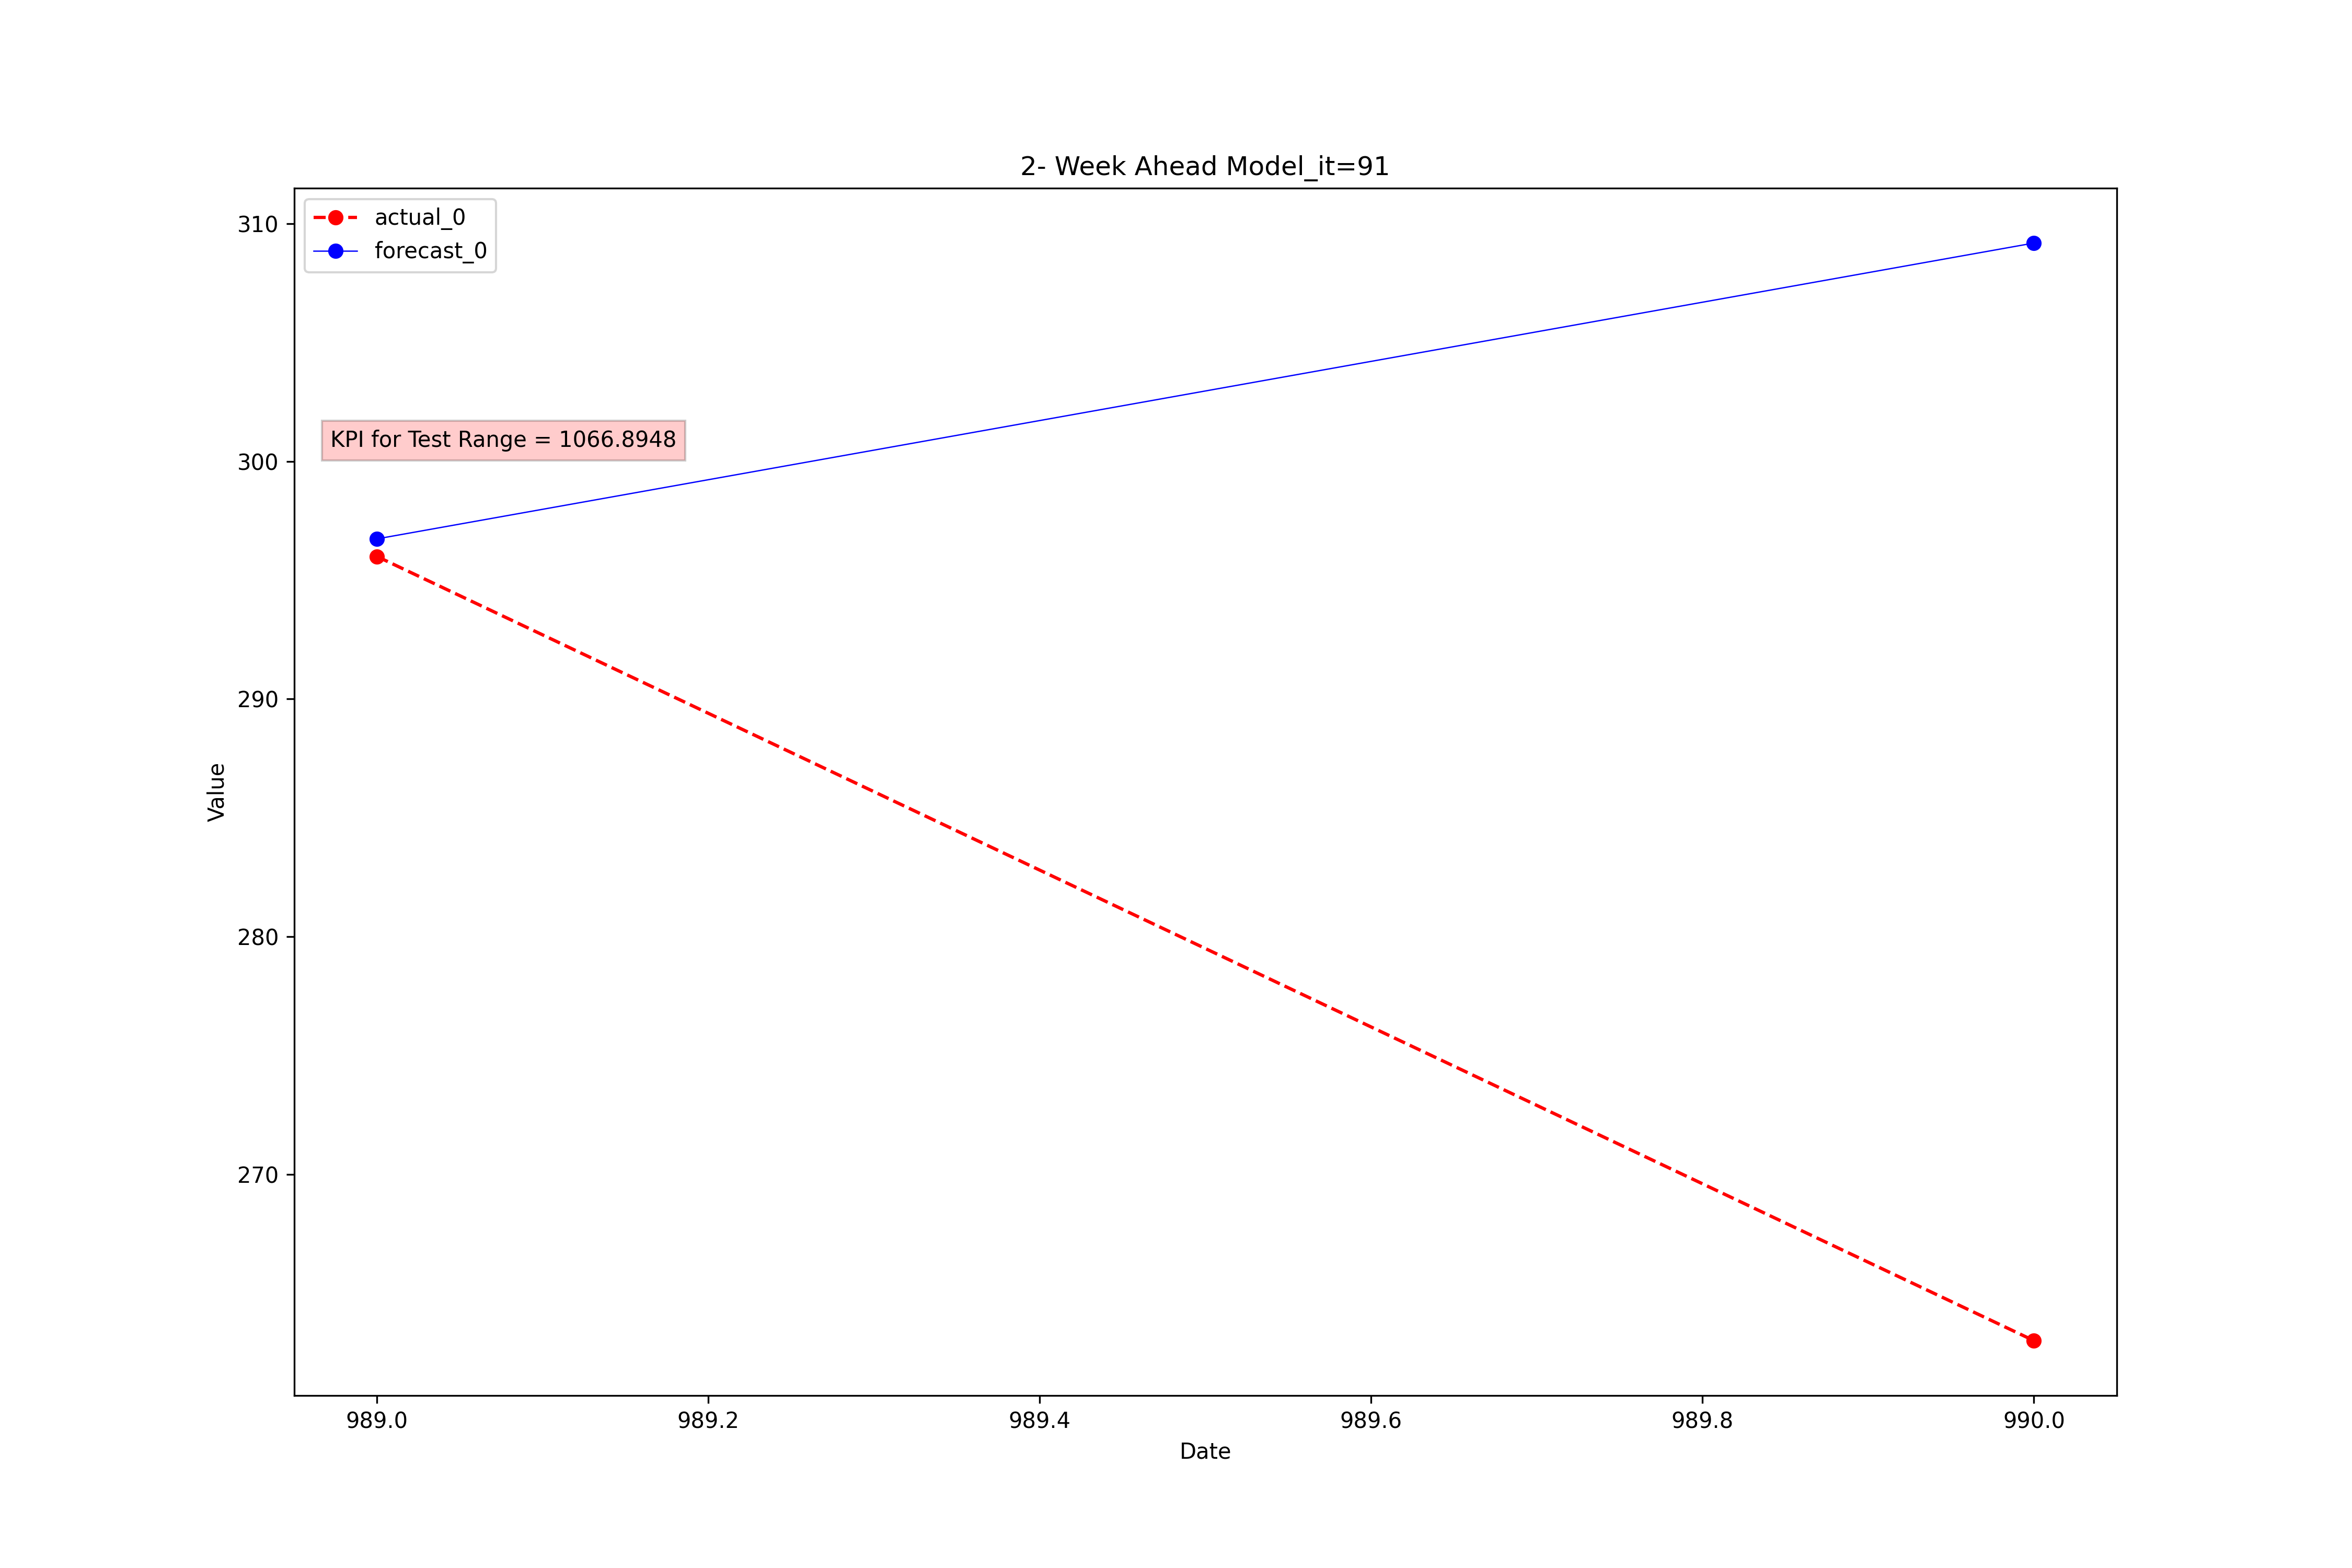 2- Week Ahead Model_it=91
actual_0
forecast_0
KPI for Test Range = 1066.8948
310
300
290
280
270
Value
989.0 989.2 989.4 989.6 989.8 990.0
Date